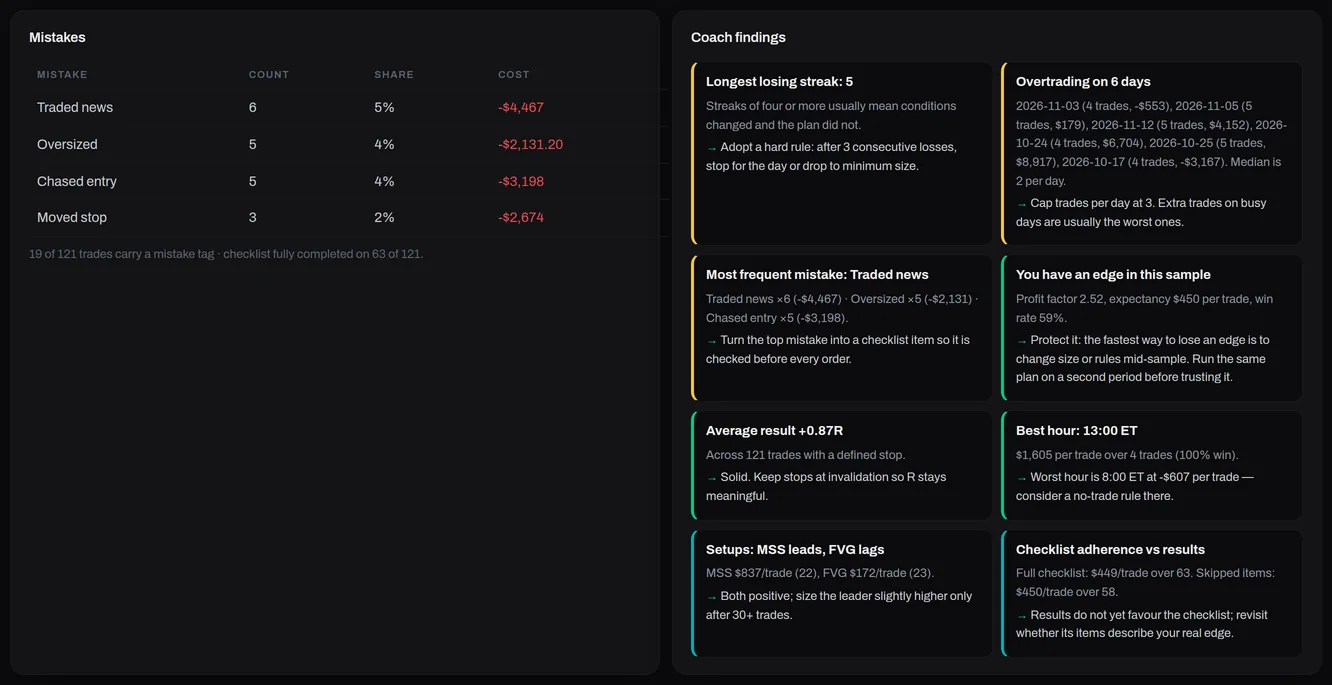 Mistakes
MISTAKE COUNT SHARE COST
Traded news 6 5% -$4,467
Oversized 5 4% -$2,131.20
Chased entry 5 4% -$3,198
Moved stop 3 2% -$2,674
19 of 121 trades carry a mistake tag · checklist fully completed on 63 of 121.
Coach findings
Longest losing streak: 5
Streaks of four or more usually mean conditions
changed and the plan did not.
→ Adopt a hard rule: after 3 consecutive losses,
stop for the day or drop to minimum size.
Overtrading on 6 days
2026-11-03 (4 trades, -$553), 2026-11-05 (5
trades, $179), 2026-11-12 (5 trades, $4,152), 2026-
10-24 (4 trades, $6,704), 2026-10-25 (5 trades,
$8,917), 2026-10-17 (4 trades, -$3,167). Median is
2 per day.
→ Cap trades per day at 3. Extra trades on busy
days are usually the worst ones.
Most frequent mistake: Traded news
Traded news ×6 (-$4,467) · Oversized ×5 (-$2,131) ·
Chased entry ×5 (-$3,198).
→ Turn the top mistake into a checklist item so it is
checked before every order.
You have an edge in this sample
Profit factor 2.52, expectancy $450 per trade, win
rate 59%.
→ Protect it: the fastest way to lose an edge is to
change size or rules mid-sample. Run the same
plan on a second period before trusting it.
Average result +0.87R
Across 121 trades with a defined stop.
→ Solid. Keep stops at invalidation so R stays
meaningful.
Best hour: 13:00 ET
$1,605 per trade over 4 trades (100% win).
→ Worst hour is 8:00 ET at -$607 per trade —
consider a no-trade rule there.
Setups: MSS leads, FVG lags
MSS $837/trade (22), FVG $172/trade (23).
→ Both positive; size the leader slightly higher only
after 30+ trades.
Checklist adherence vs results
Full checklist: $449/trade over 63. Skipped items:
$450/trade over 58.
→ Results do not yet favour the checklist; revisit
whether its items describe your real edge.